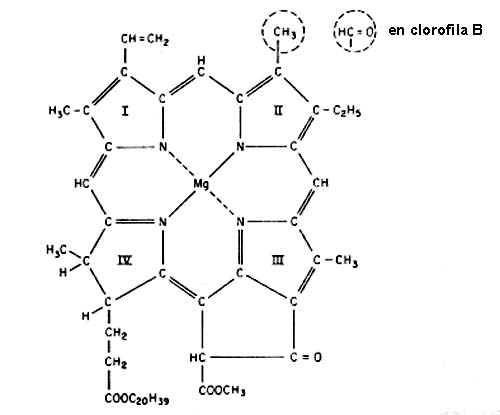 CH=CH₂
CH₃
HC=O
en clorofila B
H
C
C
C
C
H₃C-C
I
II
C-C₂H₅
C
N
N
C
HC
Mg
CH
C
N
N
C
H₃C
C
IV
III
C-CH₃
H
C
C
H
C
C
C
CH₂
CH₂
HC
C=O
COOC₂₀H₃₉
COOCH₃